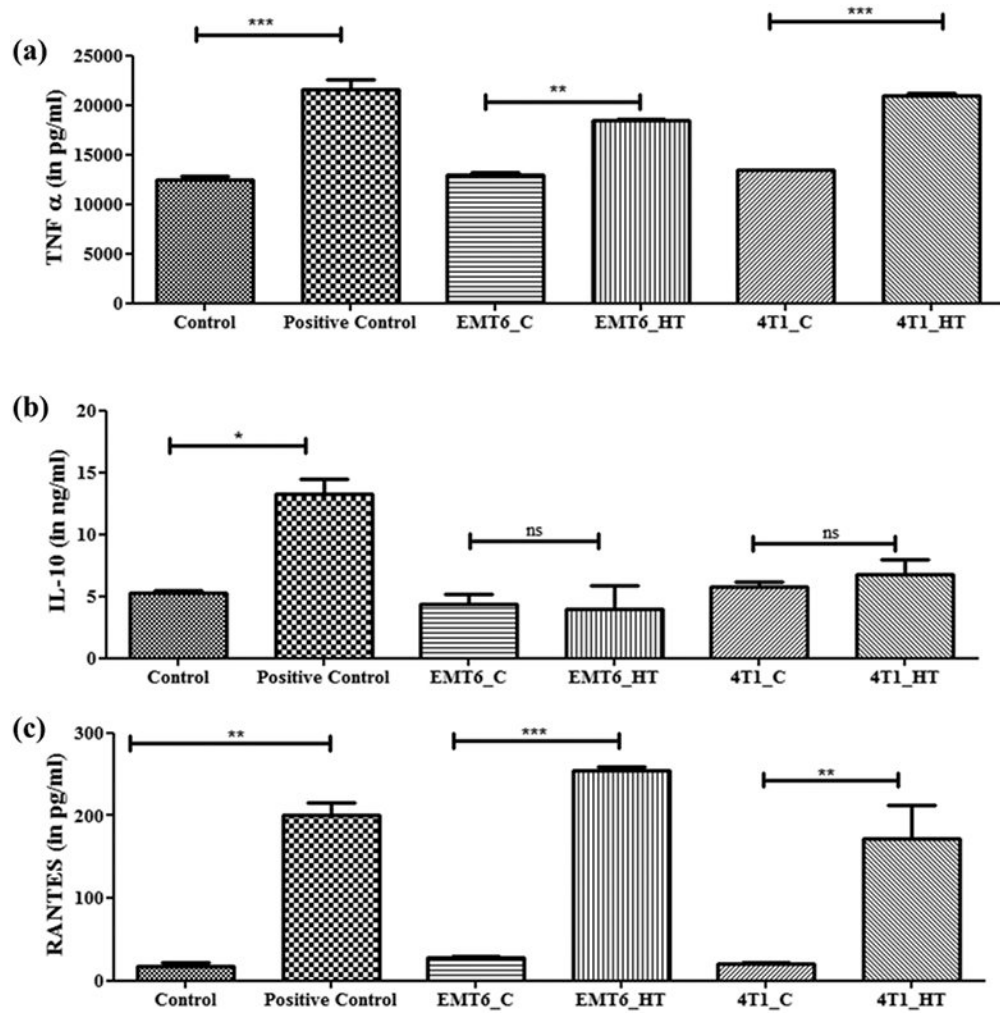 (a)
***
**
***
TNF α (in pg/ml)
25000
20000
15000
10000
5000
0
Control Positive Control EMT6_C EMT6_HT 4T1_C 4T1_HT
(b)
*
ns
ns
IL-10 (in ng/ml)
20
15
10
5
0
Control Positive Control EMT6_C EMT6_HT 4T1_C 4T1_HT
(c)
**
***
**
RANTES (in pg/ml)
300
200
100
0
Control Positive Control EMT6_C EMT6_HT 4T1_C 4T1_HT